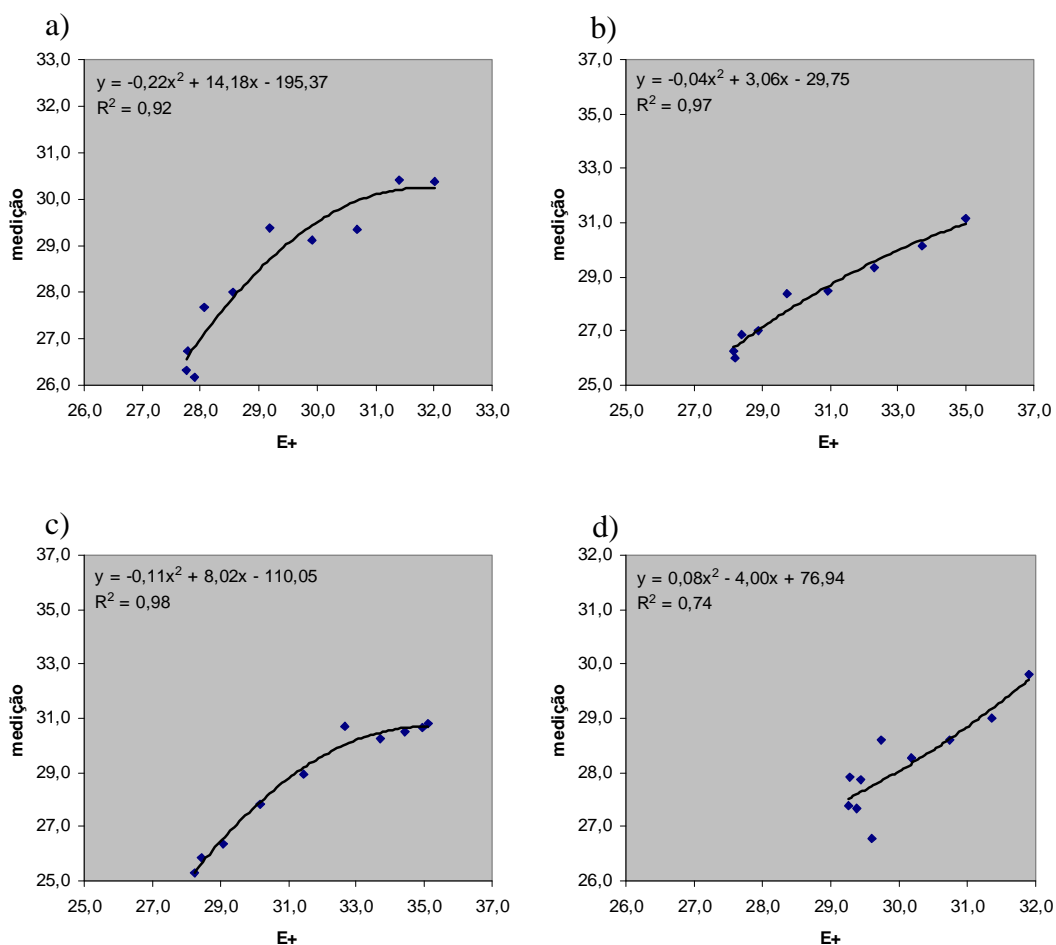 a)
33,0
32,0
31,0
30,0
29,0
28,0
27,0
26,0
y = -0,22x² + 14,18x - 195,37
R² = 0,92
medição
26,0 27,0 28,0 29,0 30,0 31,0 32,0 33,0
E+
b)
37,0
35,0
33,0
31,0
29,0
27,0
25,0
y = -0,04x² + 3,06x - 29,75
R² = 0,97
medição
25,0 27,0 29,0 31,0 33,0 35,0 37,0
E+
c)
37,0
35,0
33,0
31,0
29,0
27,0
25,0
y = -0,11x² + 8,02x - 110,05
R² = 0,98
medição
25,0 27,0 29,0 31,0 33,0 35,0 37,0
E+
d)
32,0
31,0
30,0
29,0
28,0
27,0
26,0
y = 0,08x² - 4,00x + 76,94
R² = 0,74
medição
26,0 27,0 28,0 29,0 30,0 31,0 32,0
E+